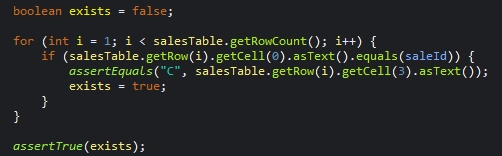 boolean exists = false;
for (int i = 1; i < salesTable.getRowCount(); i++) {
if (salesTable.getRow(i).getCell(0).asText().equals(saleId)) {
assertEquals("C", salesTable.getRow(i).getCell(3).asText());
exists = true;
}
}
assertTrue(exists);